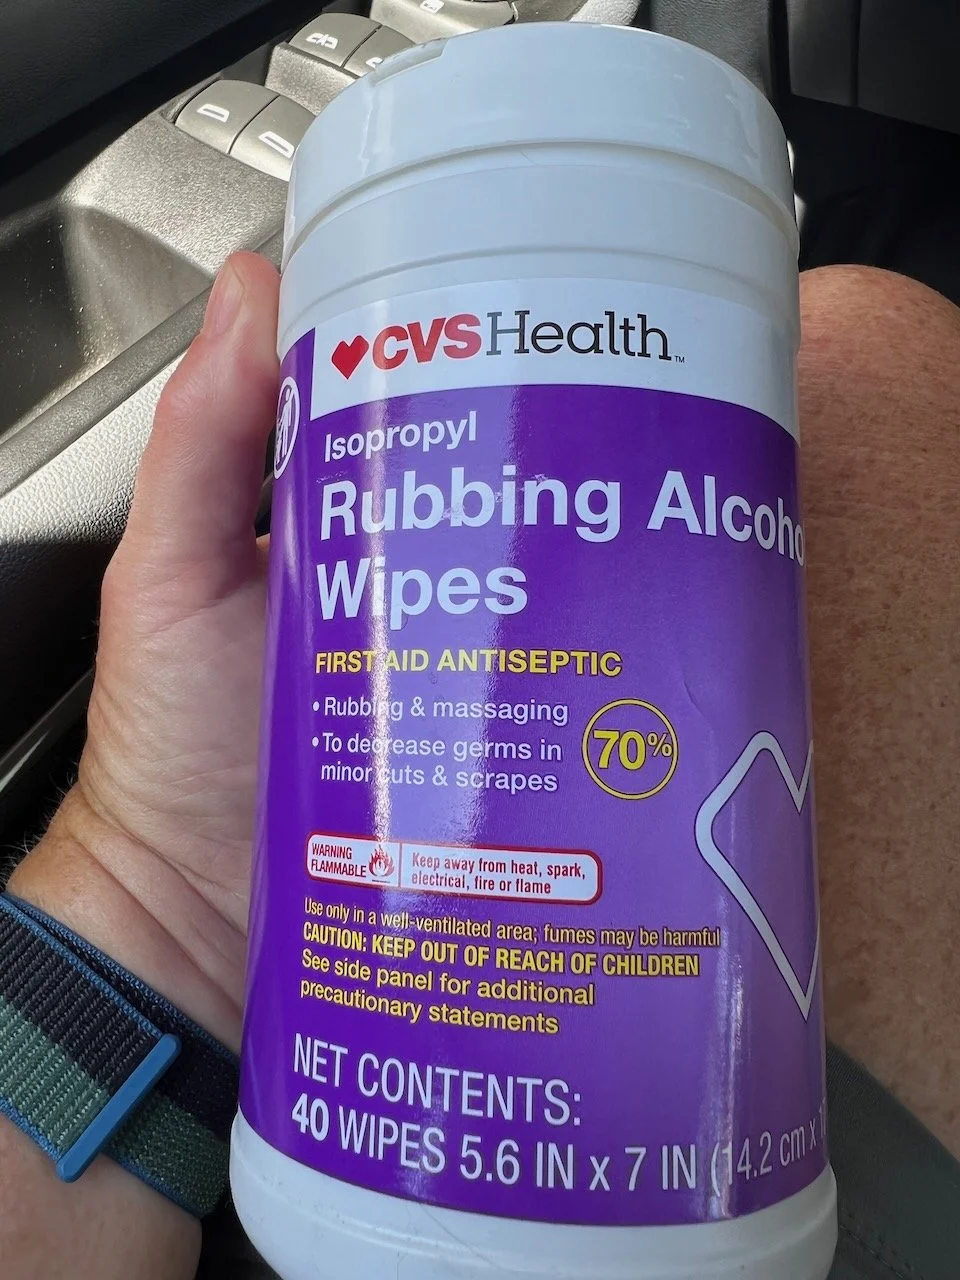 CVSHealth™
Isopropyl
Rubbing Alcoho
Wipes
FIRST AID ANTISEPTIC
• Rubbing & massaging
• To decrease germs in
minor cuts & scrapes
70%
WARNING
FLAMMABLE
Keep away from heat, spark,
electrical, fire or flame
Use only in a well-ventilated area; fumes may be harmful
CAUTION: KEEP OUT OF REACH OF CHILDREN
See side panel for additional
precautionary statements
NET CONTENTS:
40 WIPES 5.6 IN x 7 IN (14.2 cm x